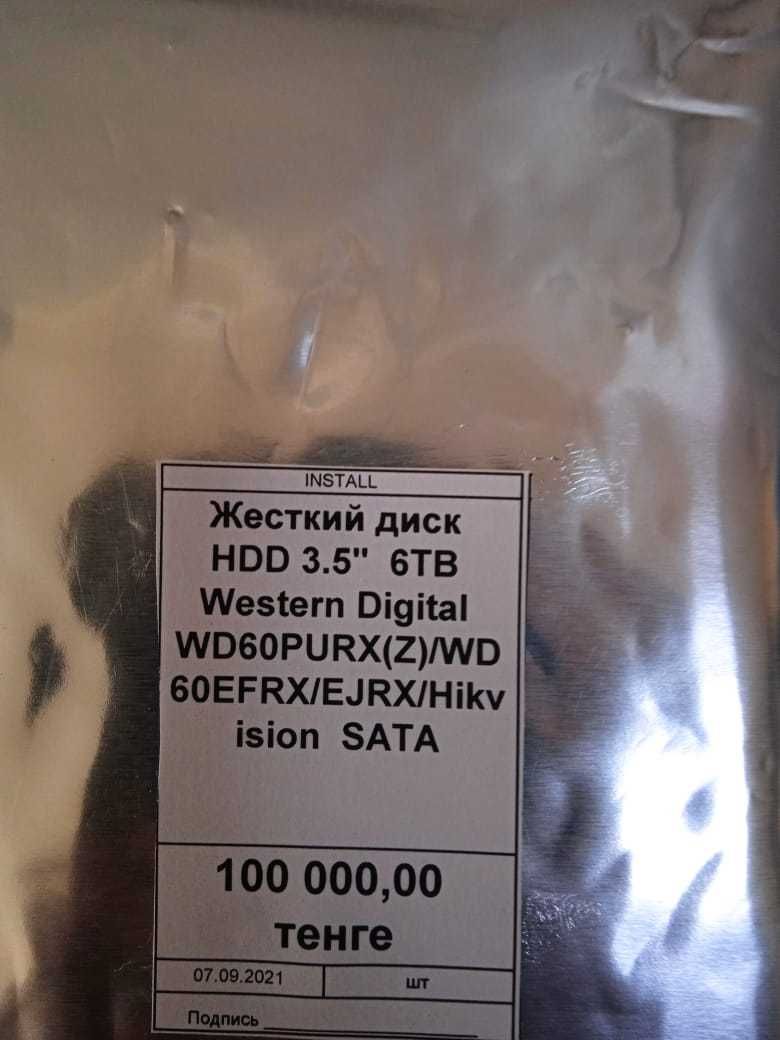 INSTALL
Жесткий диск
HDD 3.5" 6TB
Western Digital
WD60PURX(Z)/WD
60EFRX/EJRX/Hikv
ision SATA
100 000,00
тенге
07.09.2021 шт
Подпись